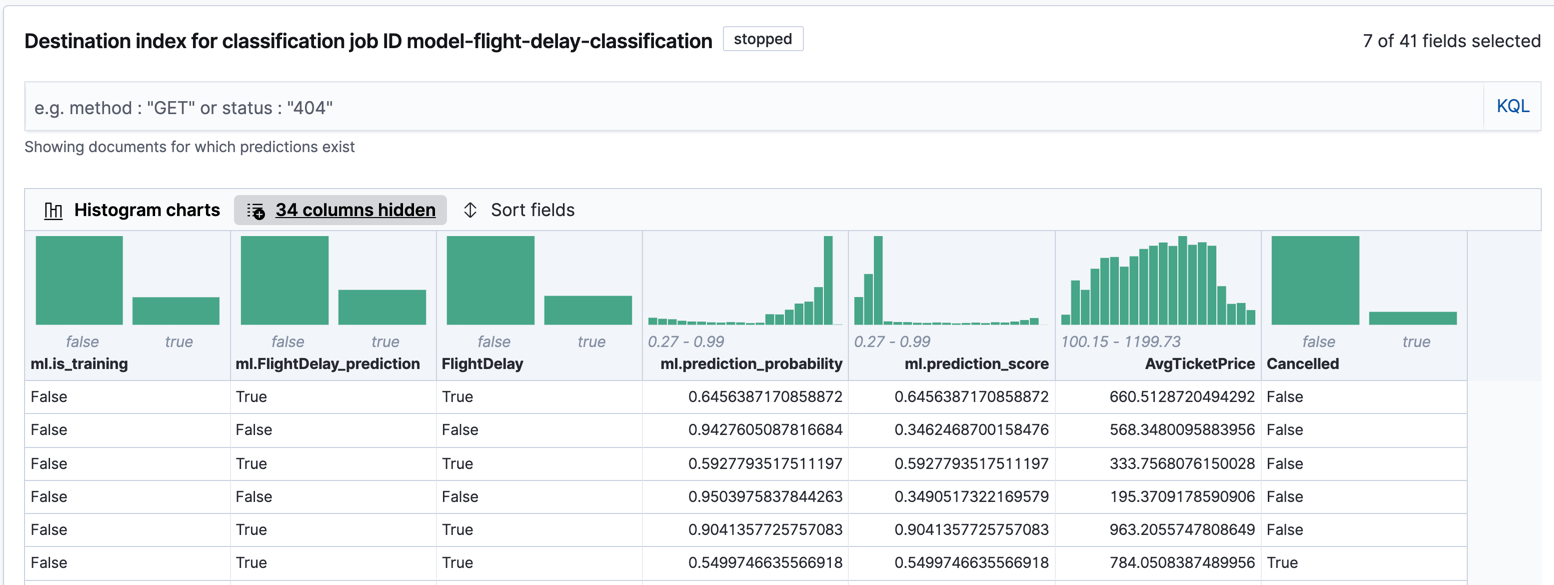 Destination index for classification job ID model-flight-delay-classification stopped 7 of 41 fields selected
e.g. method : "GET" or status : "404" KQL
Showing documents for which predictions exist
Histogram charts 34 columns hidden Sort fields
false true false true false true 0.27 - 0.99 0.27 - 0.99 100.15 - 1199.73 false true
ml.is_training ml.FlightDelay_prediction FlightDelay ml.prediction_probability ml.prediction_score AvgTicketPrice Cancelled
False True True 0.6456387170858872 0.6456387170858872 660.5128720494292 False
False False False 0.9427605087816684 0.3462468700158476 568.3480095883956 False
False True True 0.5927793517511197 0.5927793517511197 333.7568076150028 False
False False False 0.9503975837844263 0.3490517322169579 195.3709178590906 False
False True True 0.9041357725757083 0.9041357725757083 963.2055747808649 False
False True True 0.5499746635566918 0.5499746635566918 784.0508387489956 True